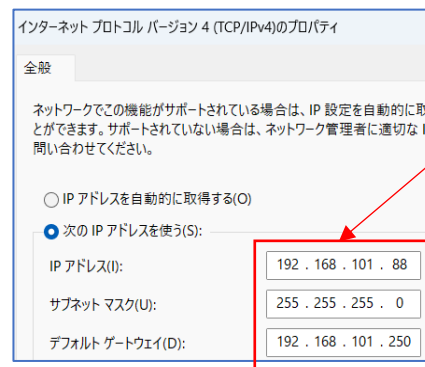 インターネット プロトコル バージョン 4 (TCP/IPv4)のプロパティ
全般
ネットワークでこの機能がサポートされている場合は、IP 設定を自動的に取
とができます。サポートされていない場合は、ネットワーク管理者に適切な I
問い合わせてください。
IP アドレスを自動的に取得する(O)
次の IP アドレスを使う(S):
IP アドレス(I): 192 . 168 . 101 . 88
サブネット マスク(U): 255 . 255 . 255 . 0
デフォルト ゲートウェイ(D): 192 . 168 . 101 . 250